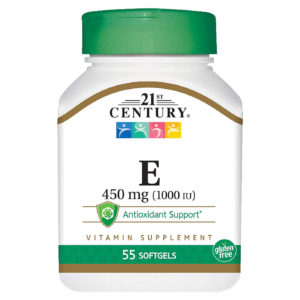 21ST
CENTURY®
E
450 mg (1000 IU)
Antioxidant Support*
VITAMIN SUPPLEMENT
55 SOFTGELS
gluten
free